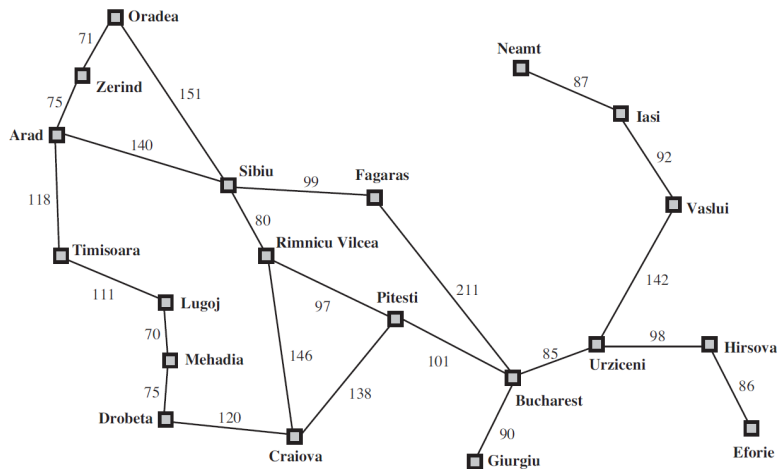 Oradea
71
Neamt
Zerind
87
151
75
Iasi
Arad
140
92
Sibiu
99
Fagaras
118
80
Vaslui
Timisoara
Rimnicu Vilcea
142
111
211
Lugoj
97
Pitesti
70
98
Hirsova
146
85
Mehadia
101
Urziceni
86
138
75
Bucharest
120
Drobeta
90
Craiova
Giurgiu
Eforie